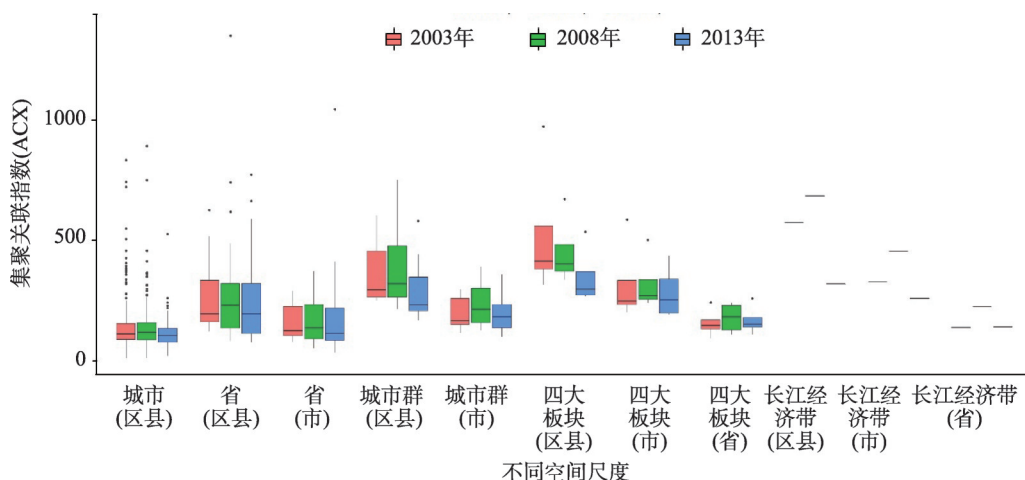 2003年 2008年 2013年
集聚关联指数(ACX)
1000
500
0
城市
(区县)
省
(区县)
省
(市)
城市群
(区县)
城市群
(市)
四大
板块
(区县)
四大
板块
(市)
四大
板块
(省)
长江经
济带
(区县)
长江经
济带
(市)
长江经济带
(省)
不同空间尺度